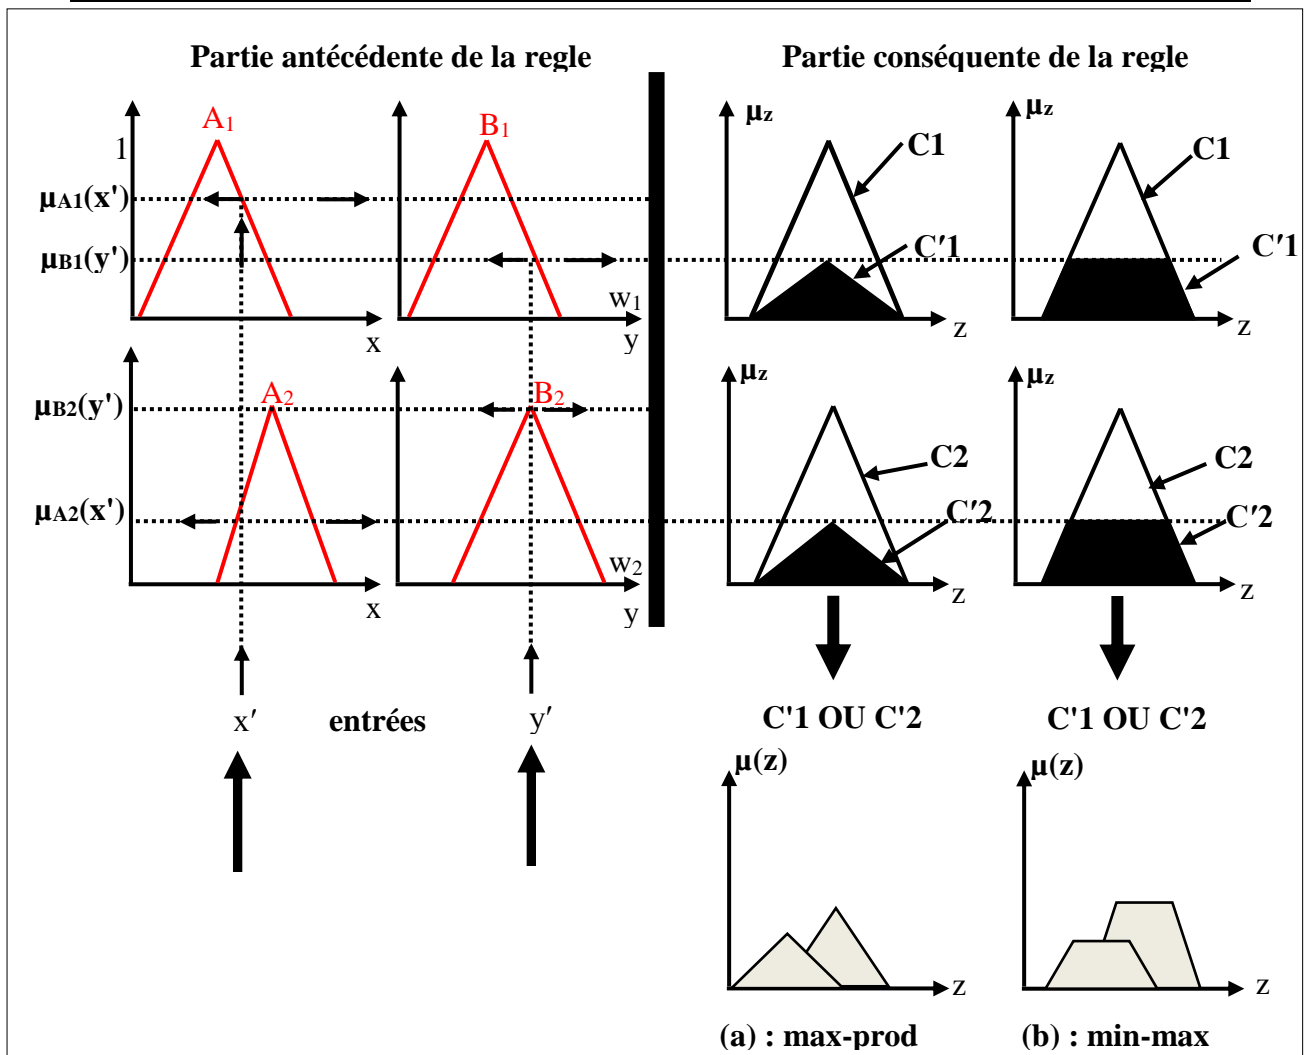 Partie antécédente de la regle
Partie conséquente de la regle
A1
B1
μz
C1
μz
C1
1
μA1(x')
C'1
C'1
μB1(y')
w1
x
y
z
z
μz
μz
A2
B2
μB2(y')
C2
C2
μA2(x')
C'2
C'2
w2
x
y
z
z
x'
entrées
y'
C'1 OU C'2
C'1 OU C'2
μ(z)
μ(z)
z
z
(a) : max-prod
(b) : min-max